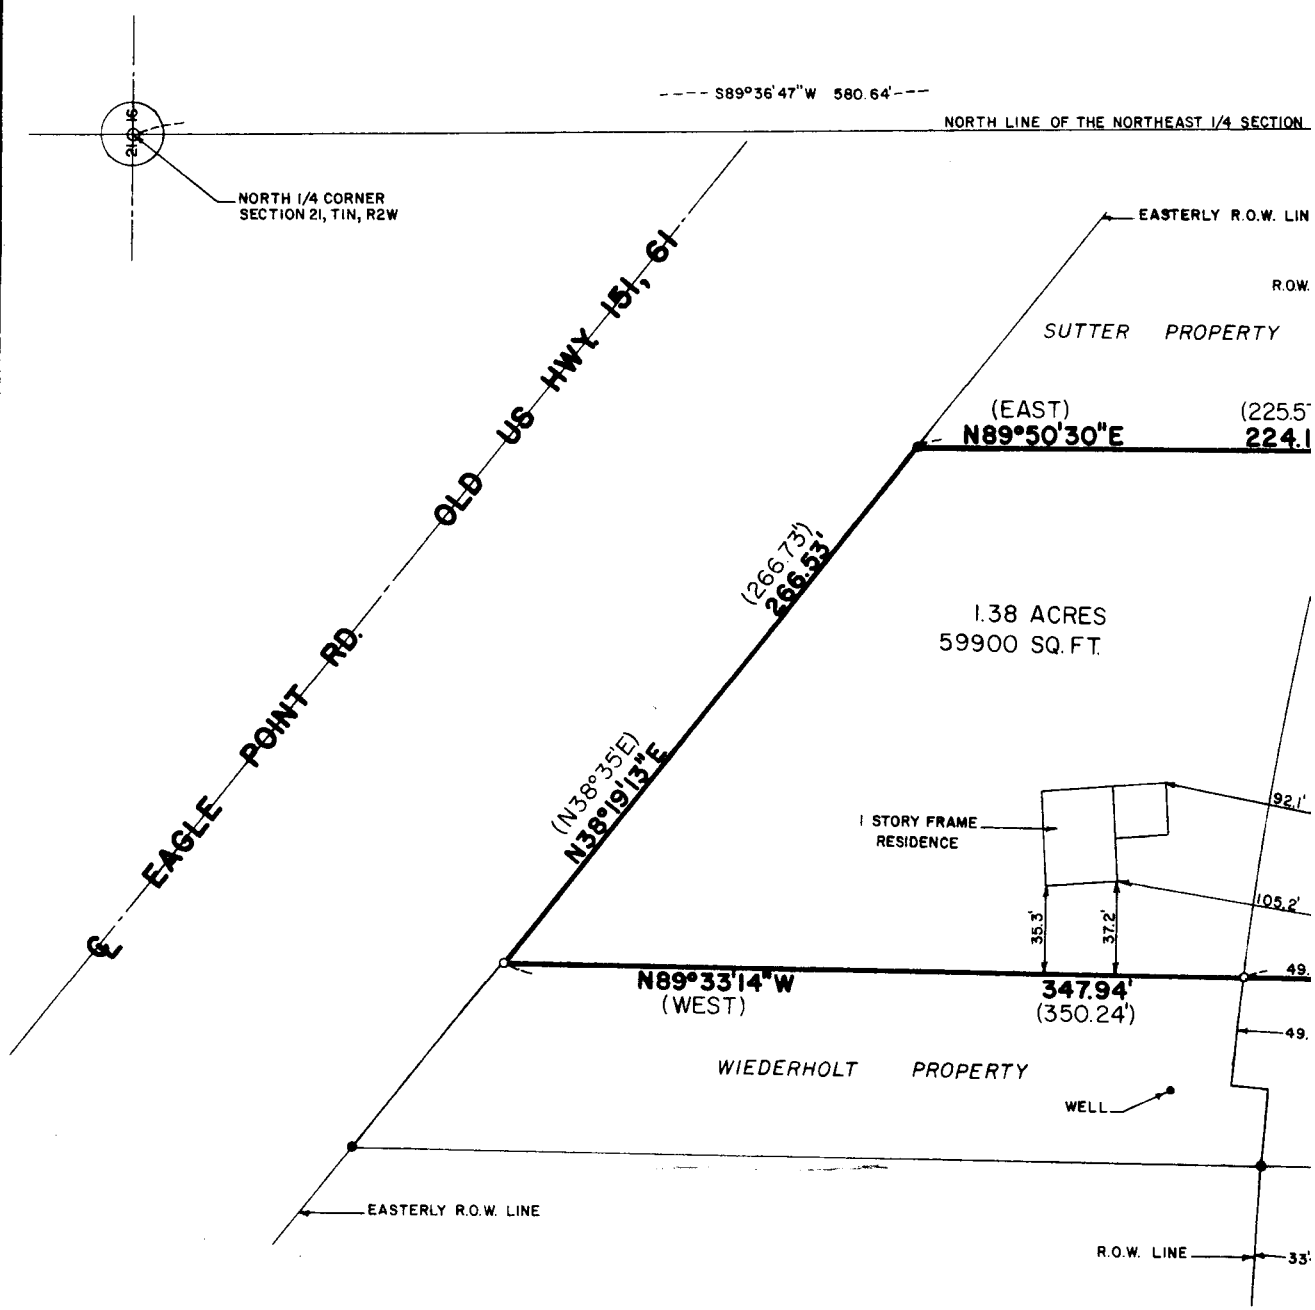 S89°36'47"W 580.64'
NORTH LINE OF THE NORTHEAST 1/4 SECTION
16
21
NORTH 1/4 CORNER
SECTION 21, T1N, R2W
EASTERLY R.O.W. LIN
R.O.W.
SUTTER PROPERTY
EAGLE POINT RD. OLD US HWY. 151, 61
(EAST) (225.57
N89°50'30"E 224.1
(266.73')
266.53'
1.38 ACRES
59900 SQ. FT.
(N38°35'E)
N38°19'13"E
1 STORY FRAME
RESIDENCE
92.1'
105.2'
35.3'
37.2'
49.
N89°33'14"W 347.94'
(WEST) (350.24')
49.
WIEDERHOLT PROPERTY
WELL
EASTERLY R.O.W. LINE
R.O.W. LINE
33'